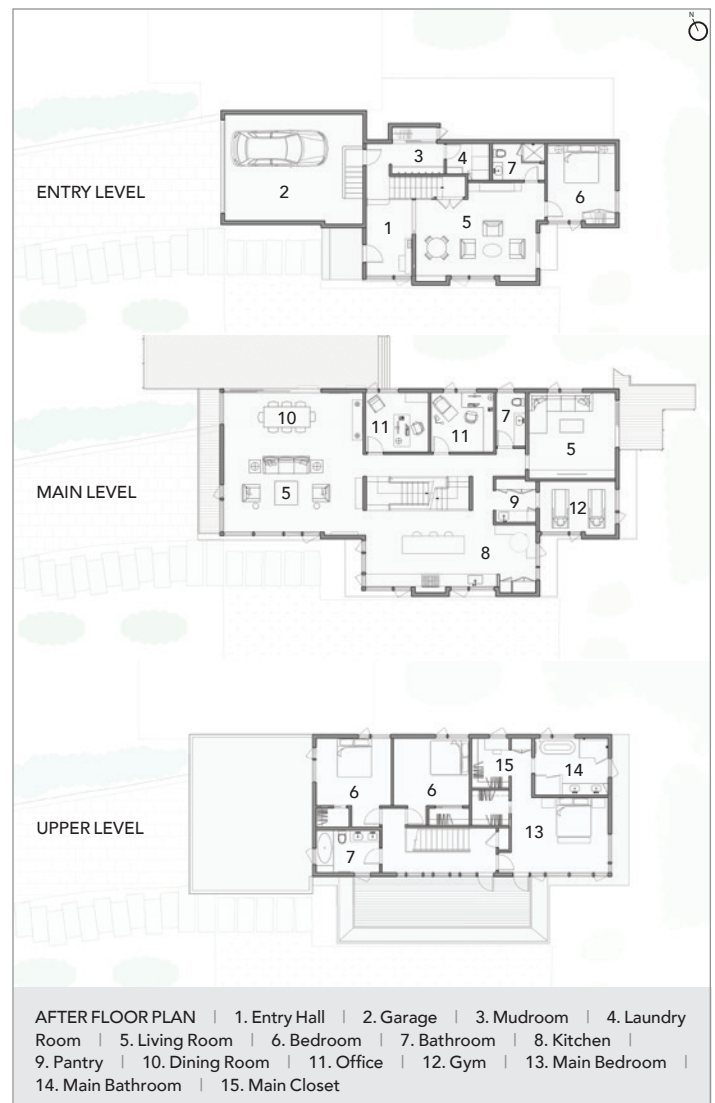 N
ENTRY LEVEL
2
3
4
7
6
1
5
MAIN LEVEL
10
11
11
7
5
5
9
12
8
UPPER LEVEL
6
6
15
14
7
13
AFTER FLOOR PLAN | 1. Entry Hall | 2. Garage | 3. Mudroom | 4. Laundry
Room | 5. Living Room | 6. Bedroom | 7. Bathroom | 8. Kitchen |
9. Pantry | 10. Dining Room | 11. Office | 12. Gym | 13. Main Bedroom |
14. Main Bathroom | 15. Main Closet